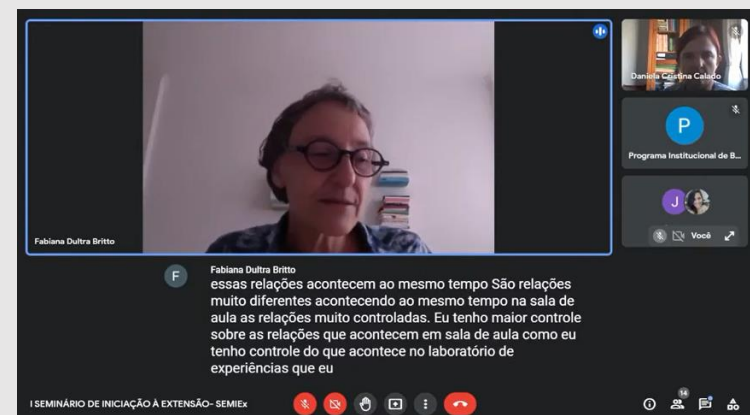 Daniela Cristina Calado
P
Programa Institucional de B...
J
Você
Fabiana Dultra Britto
F
Fabiana Dultra Britto
essas relações acontecem ao mesmo tempo São relações
muito diferentes acontecendo ao mesmo tempo na sala de
aula as relações muito controladas. Eu tenho maior controle
sobre as relações que acontecem em sala de aula como eu
tenho controle do que acontece no laboratório de
experiências que eu
I SEMINÁRIO DE INICIAÇÃO À EXTENSÃO- SEMIEx
14